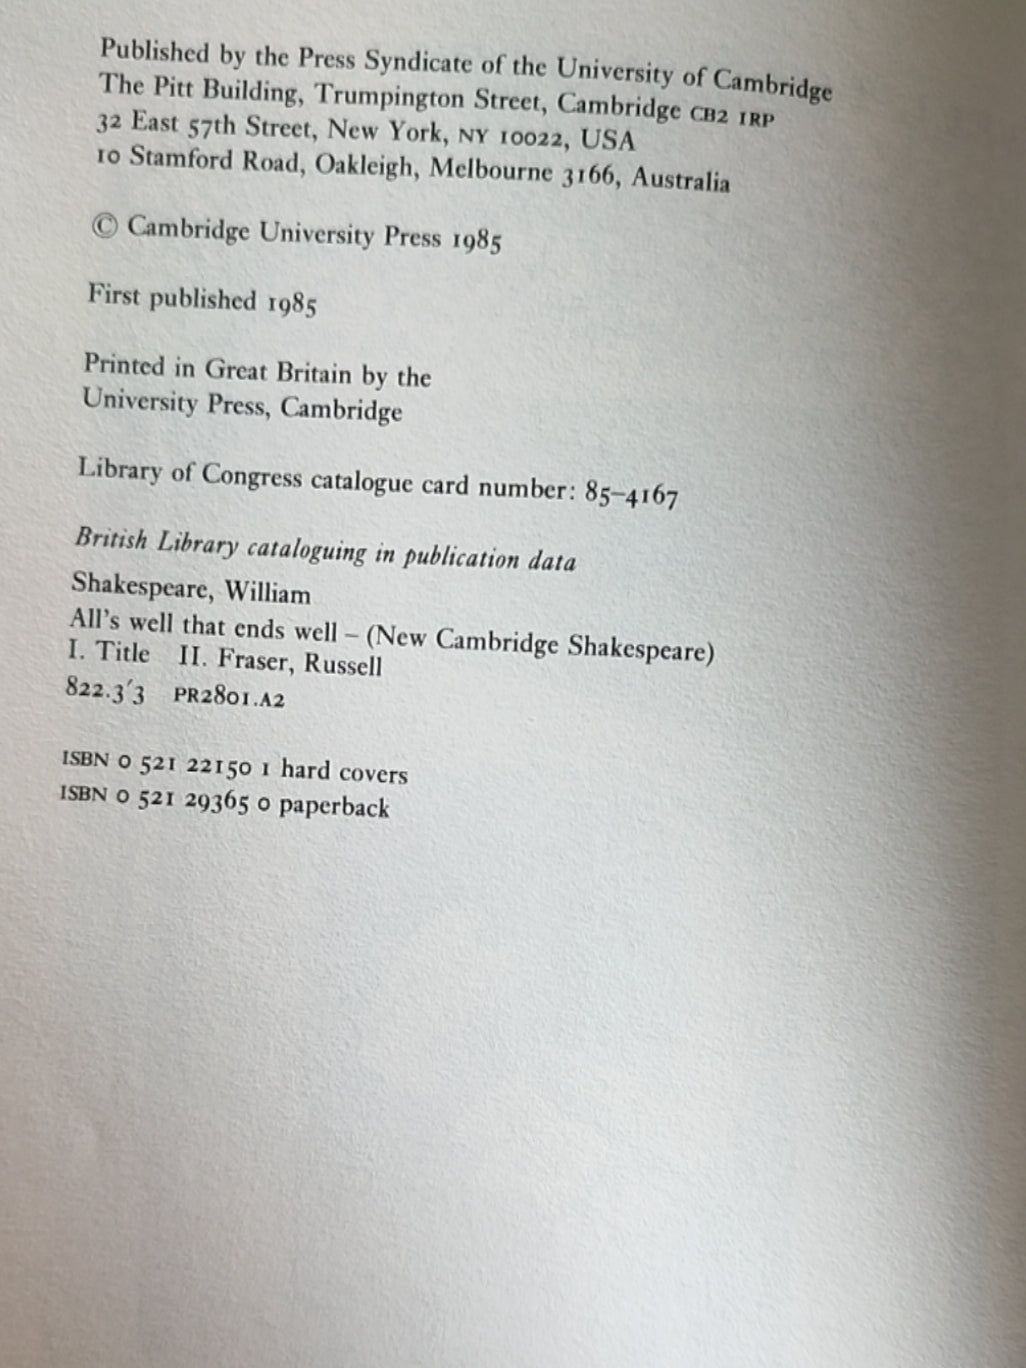 Published by the Press Syndicate of the University of Cambridge
The Pitt Building, Trumpington Street, Cambridge CB2 1RP
32 East 57th Street, New York, NY 10022, USA
10 Stamford Road, Oakleigh, Melbourne 3166, Australia
© Cambridge University Press 1985
First published 1985
Printed in Great Britain by the
University Press, Cambridge
Library of Congress catalogue card number: 85–4167
British Library cataloguing in publication data
Shakespeare, William
All's well that ends well – (New Cambridge Shakespeare)
I. Title II. Fraser, Russell
822.3′3 PR2801.A2
ISBN 0 521 22150 1 hard covers
ISBN 0 521 29365 0 paperback